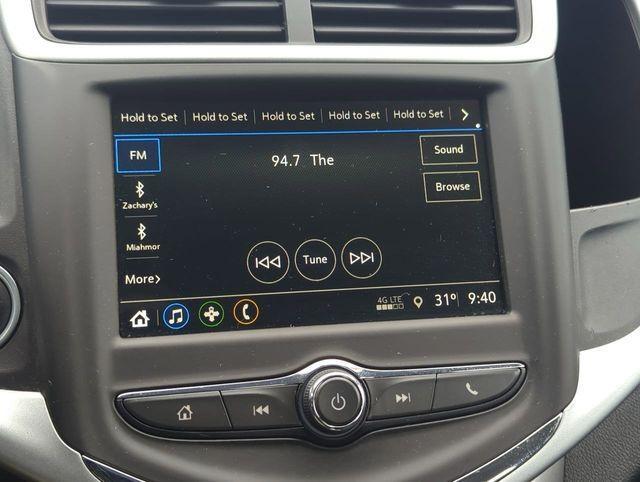 Hold to Set Hold to Set Hold to Set Hold to Set Hold to Set
FM
94.7 The
Sound
Zachary's
Browse
Miahmor
Tune
More
4G LTE 31° 9:40